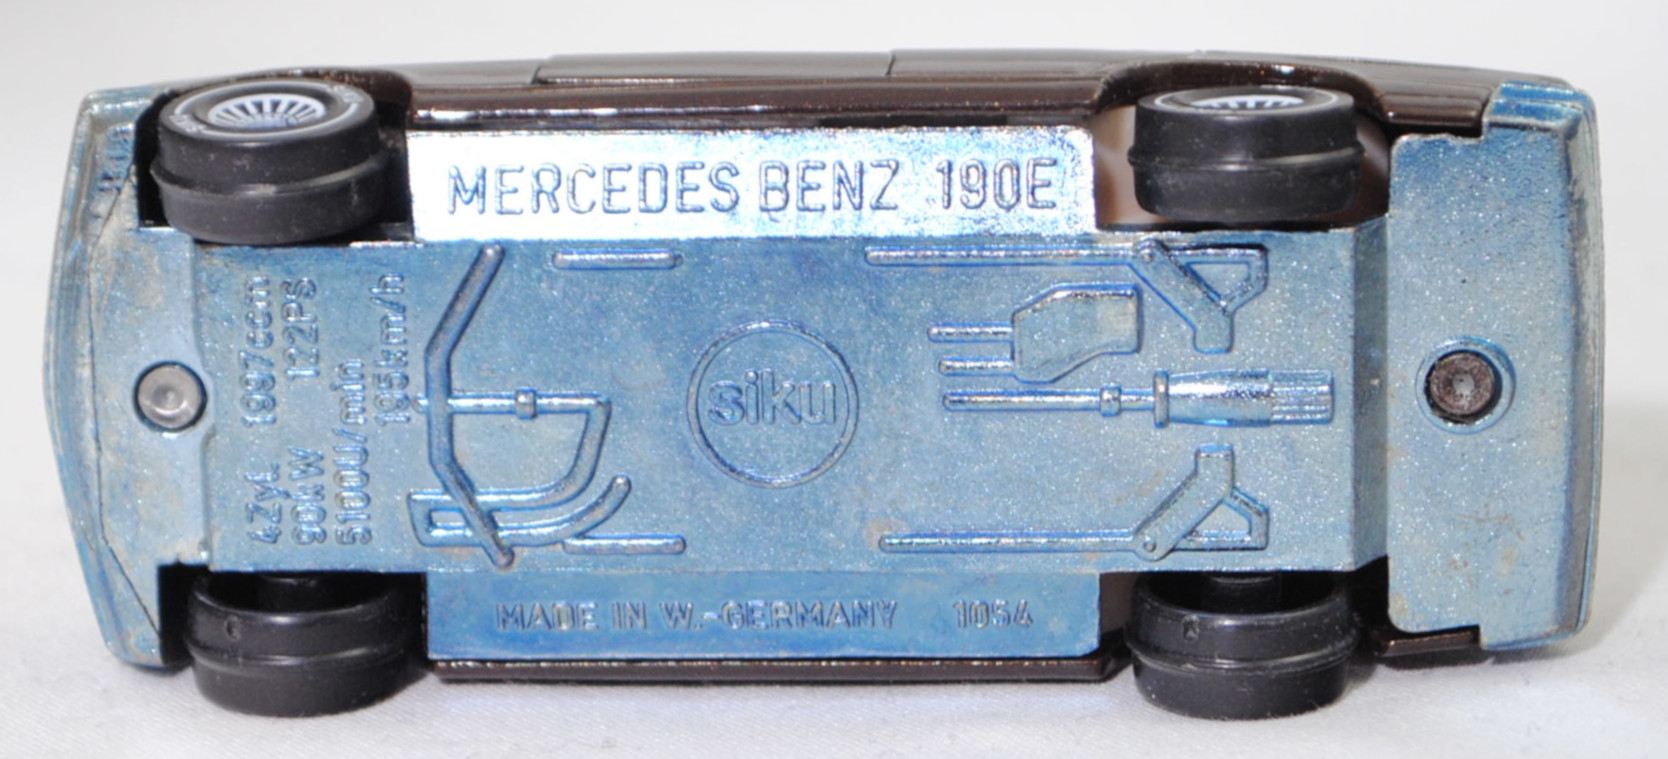 MERCEDES BENZ 190E
4Zyl. 1997ccm
90kW 122PS
5100U/min
195km/h
siku
MADE IN W.-GERMANY 1054